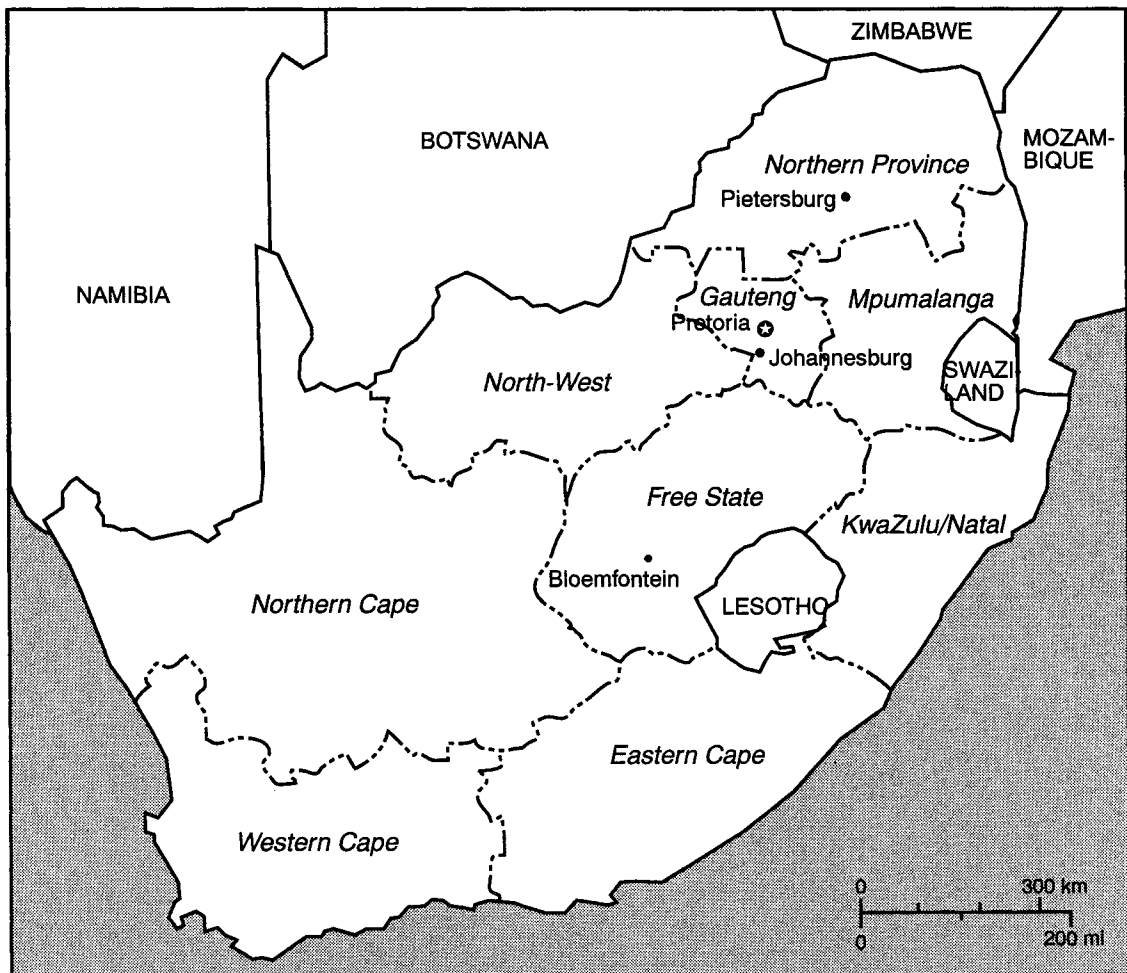 ZIMBABWE
BOTSWANA
MOZAM-
BIQUE
Northern Province
Pietersburg
NAMIBIA
Gauteng
Mpumalanga
Pretoria
Johannesburg
SWAZI-
LAND
North-West
Free State
KwaZulu/Natal
Bloemfontein
Northern Cape
LESOTHO
Eastern Cape
Western Cape
0 300 km
0 200 mi